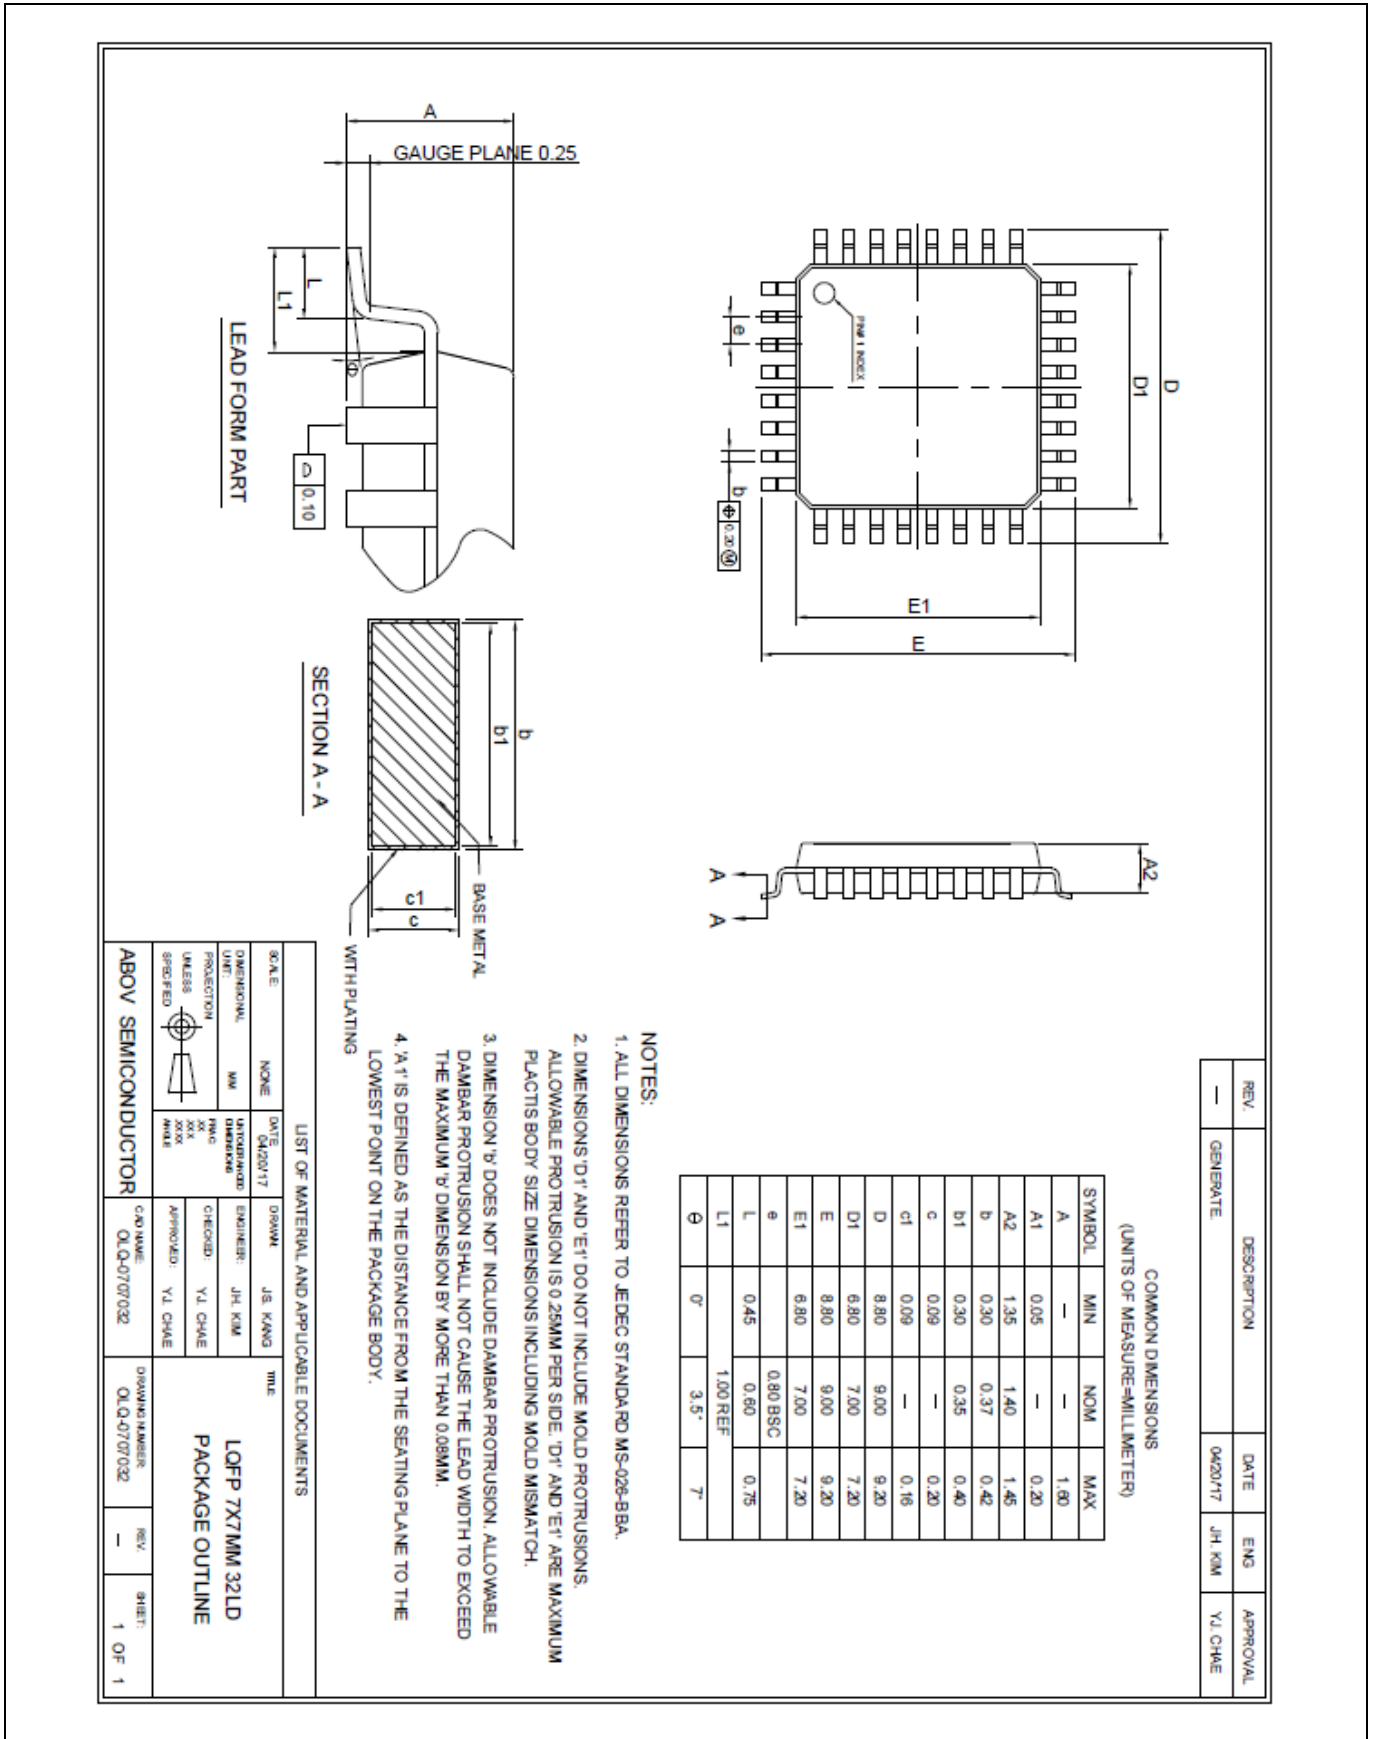 REV.
DESCRIPTION
DATE
ENG
APPROVAL
—
GENERATE.
04/20/'17
JH. KIM
YJ. CHAE
D
D1
PIN# 1 INDEX
e
b
0.20 Ⓜ
E1
E
A2
A
A
COMMON DIMENSIONS
(UNITS OF MEASURE=MILLIMETER)
SYMBOL MIN NOM MAX
A — — 1.60
A1 0.05 — 0.20
A2 1.35 1.40 1.45
b 0.30 0.37 0.42
b1 0.30 0.35 0.40
c 0.09 — 0.20
c1 0.09 — 0.16
D 8.80 9.00 9.20
D1 6.80 7.00 7.20
E 8.80 9.00 9.20
E1 6.80 7.00 7.20
e 0.80 BSC
L 0.45 0.60 0.75
L1 1.00 REF
Θ 0° 3.5° 7°
A
GAUGE PLANE 0.25
L
L1
Θ
0.10
LEAD FORM PART
b
b1
BASE METAL
c1
c
WITH PLATING
SECTION A - A
NOTES:
1. ALL DIMENSIONS REFER TO JEDEC STANDARD MS-026-BBA.
2. DIMENSIONS 'D1' AND 'E1' DO NOT INCLUDE MOLD PROTRUSIONS.
ALLOWABLE PROTRUSION IS 0.25MM PER SIDE. 'D1' AND 'E1' ARE MAXIMUM
PLACTIS BODY SIZE DIMENSIONS INCLUDING MOLD MISMATCH.
3. DIMENSION 'b' DOES NOT INCLUDE DAMBAR PROTRUSION. ALLOWABLE
DAMBAR PROTRUSION SHALL NOT CAUSE THE LEAD WIDTH TO EXCEED
THE MAXIMUM 'b' DIMENSION BY MORE THAN 0.08MM.
4. 'A1' IS DEFINED AS THE DISTANCE FROM THE SEATING PLANE TO THE
LOWEST POINT ON THE PACKAGE BODY.
LIST OF MATERIAL AND APPLICABLE DOCUMENTS
SCALE: NONE
DATE: 04/20/'17
DRAWN: JS. KANG
TITLE:
DIMENSIONAL
UNIT: MM
UNTOLERANCED
DIMENSIONS
ENGINEER: JH. KIM
LQFP 7X7MM 32LD
PACKAGE OUTLINE
PROJECTION
UNLESS
SPECIFIED
FRAC
.XX
.XXX
.XXXX
ANGLE
CHECKED: YJ. CHAE
APPROVED: YJ. CHAE
ABOV SEMICONDUCTOR
CAD NAME:
OLQ-0707032
DRAWING NUMBER:
OLQ-0707032
REV.
—
SHEET:
1 OF 1